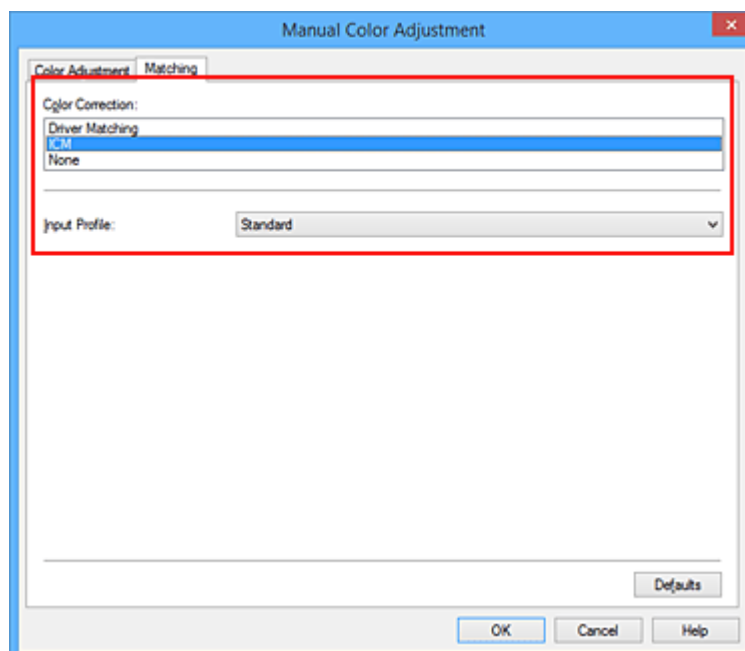 Manual Color Adjustment
Color Adjustment Matching
Color Correction:
Driver Matching
ICM
None
Input Profile: Standard
Defaults
OK Cancel Help